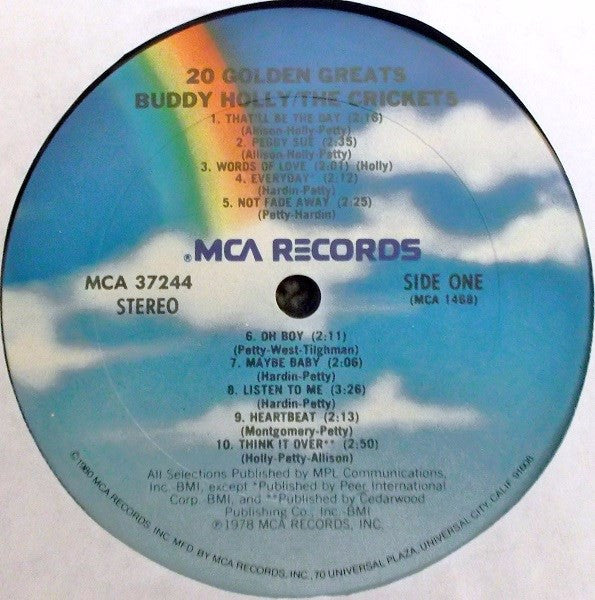 20 GOLDEN GREATS
BUDDY HOLLY/THE CRICKETS
1. THAT'LL BE THE DAY (2:16)
(Allison-Holly-Petty)
2. PEGGY SUE (2:35)
(Allison-Holly-Petty)
3. WORDS OF LOVE (2:01) (Holly)
4. EVERYDAY* (2:12)
(Hardin-Petty)
5. NOT FADE AWAY (2:25)
(Petty-Hardin)
® MCA RECORDS
MCA 37244
STEREO
SIDE ONE
(MCA 1468)
6. OH BOY (2:11)
(Petty-West-Tilghman)
7. MAYBE BABY (2:06)
(Hardin-Petty)
8. LISTEN TO ME (3:26)
(Hardin-Petty)
9. HEARTBEAT (2:13)
(Montgomery-Petty)
10. THINK IT OVER** (2:50)
(Holly-Petty-Allison)
All Selections Published by MPL Communications,
Inc.-BMI, except *Published by Peer International
Corp.-BMI, and **Published by Cedarwood
Publishing Co., Inc.-BMI
℗1978 MCA RECORDS, INC.
©1980 MCA RECORDS, INC. MFD. BY MCA RECORDS, INC., 70 UNIVERSAL PLAZA, UNIVERSAL CITY, CALIF. 91608